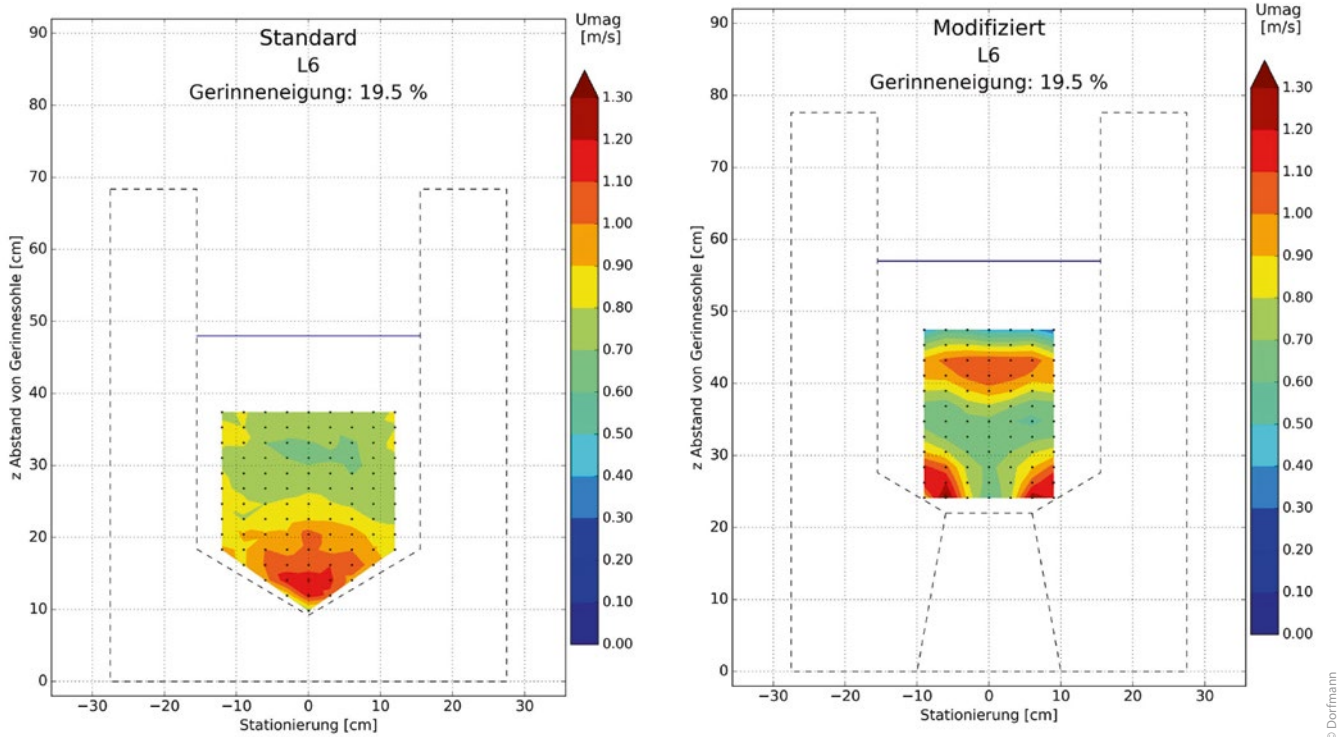 Standard
L6
Gerinneneigung: 19.5 %
Umag
[m/s]
1.30
1.20
1.10
1.00
0.90
0.80
0.70
0.60
0.50
0.40
0.30
0.20
0.10
0.00
z Abstand von Gerinnesohle [cm]
90
80
70
60
50
40
30
20
10
0
−30 −20 −10 0 10 20 30
Stationierung [cm]
Modifiziert
L6
Gerinneneigung: 19.5 %
Umag
[m/s]
1.30
1.20
1.10
1.00
0.90
0.80
0.70
0.60
0.50
0.40
0.30
0.20
0.10
0.00
z Abstand von Gerinnesohle [cm]
90
80
70
60
50
40
30
20
10
0
−30 −20 −10 0 10 20 30
Stationierung [cm]
© Dorfmann